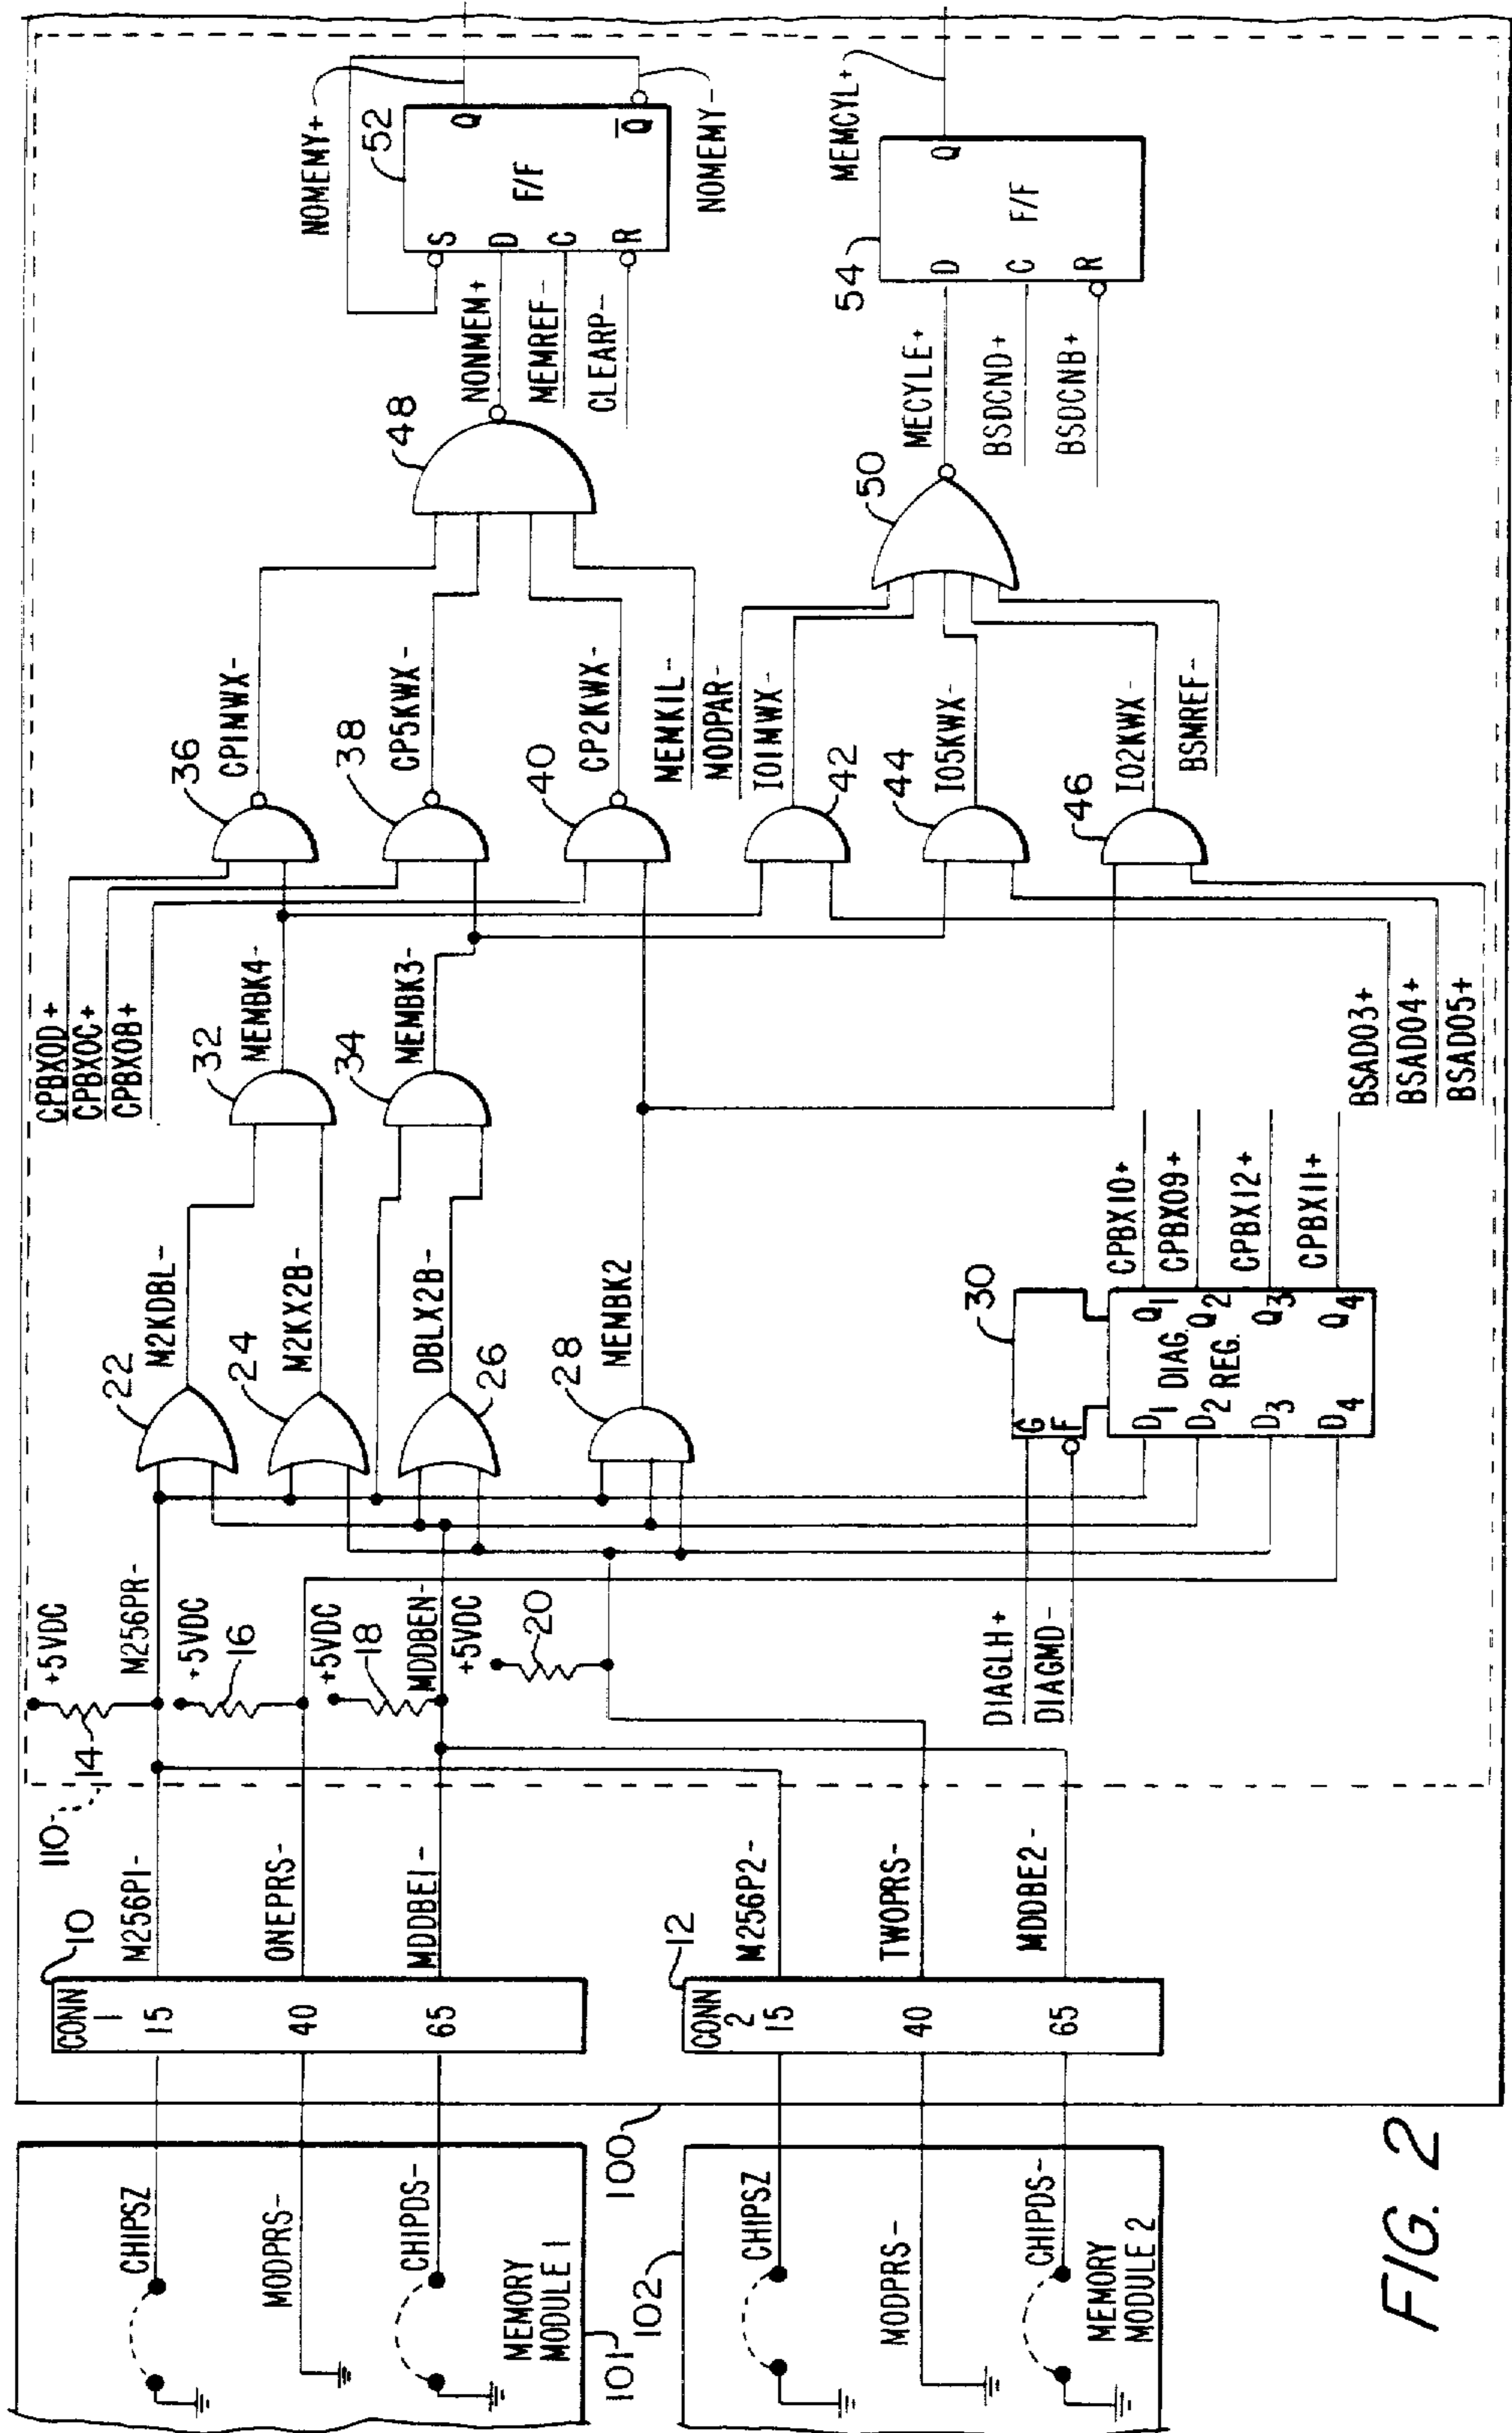 +5VDC
14
M256PR-
+5VDC
16
+5VDC
18
MDDBEN-
+5VDC
20
110
CONN
1
15
40
65
10
M256P1-
ONEPRS-
MDDBE1-
CONN
2
15
40
65
12
M256P2-
TWOPRS-
MDDBE2-
CHIPSZ
MODPRS-
CHIPDS-
MEMORY
MODULE 1
101
100
102
CHIPSZ
MODPRS-
CHIPDS-
MEMORY
MODULE 2
22
M2KDBL-
24
M2KX2B-
26
DBLX2B-
28
MEMBK2
30
G
F
D1
D2
D3
D4
DIAG.
REG.
Q1
Q2
Q3
Q4
DIAGLH+
DIAGMD-
CPBX10+
CPBX09+
CPBX12+
CPBX11+
CPBX0D+
CPBX0C+
CPBX0B+
32
MEMBK4-
34
MEMBK3-
BSAD03+
BSAD04+
BSAD05+
36
CP1MWX-
38
CP5KWX-
40
CP2KWX-
MEMKIL-
MODPAR-
IO1MWX-
42
44
IO5KWX-
46
IO2KWX-
BSMREF-
48
NONMEM+
MEMREF-
CLEARP-
50
MECYLE+
BSDCND+
BSDCNB+
NOMEMY+
52
S
D
C
R
F/F
Q
Q̅
NOMEMY-
54
D
C
R
F/F
Q
MEMCYL+
FIG. 2